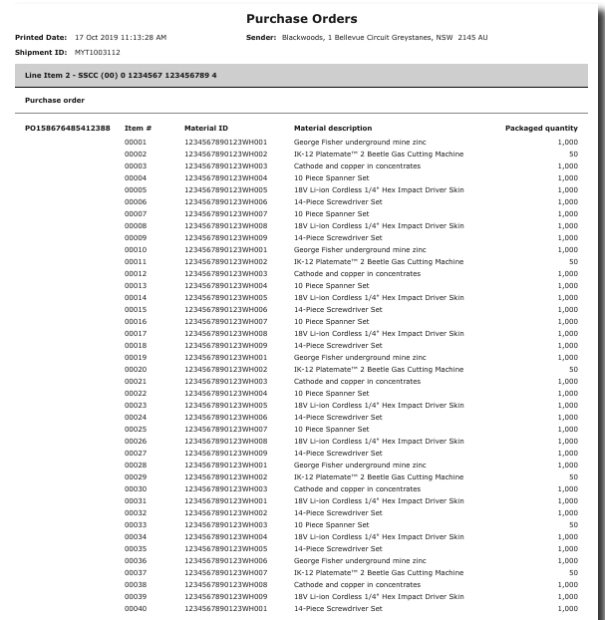 Purchase Orders
Printed Date: 17 Oct 2019 11:13:28 AM Sender: Blackwoods, 1 Bellevue Circuit Greystanes, NSW 2145 AU
Shipment ID: MYT1003112
Line Item 2 - SSCC (00) 0 1234567 123456789 4
Purchase order
PO158676485412388 Item # Material ID Material description Packaged quantity
00001 1234567890123WH001 George Fisher underground mine zinc 1,000
00002 1234567890123WH002 IK-12 Platemate™ 2 Beetle Gas Cutting Machine 50
00003 1234567890123WH003 Cathode and copper in concentrates 1,000
00004 1234567890123WH004 10 Piece Spanner Set 1,000
00005 1234567890123WH005 18V Li-ion Cordless 1/4" Hex Impact Driver Skin 1,000
00006 1234567890123WH006 14-Piece Screwdriver Set 1,000
00007 1234567890123WH007 10 Piece Spanner Set 1,000
00008 1234567890123WH008 18V Li-ion Cordless 1/4" Hex Impact Driver Skin 1,000
00009 1234567890123WH009 14-Piece Screwdriver Set 1,000
00010 1234567890123WH001 George Fisher underground mine zinc 1,000
00011 1234567890123WH002 IK-12 Platemate™ 2 Beetle Gas Cutting Machine 50
00012 1234567890123WH003 Cathode and copper in concentrates 1,000
00013 1234567890123WH004 10 Piece Spanner Set 1,000
00014 1234567890123WH005 18V Li-ion Cordless 1/4" Hex Impact Driver Skin 1,000
00015 1234567890123WH006 14-Piece Screwdriver Set 1,000
00016 1234567890123WH007 10 Piece Spanner Set 1,000
00017 1234567890123WH008 18V Li-ion Cordless 1/4" Hex Impact Driver Skin 1,000
00018 1234567890123WH009 14-Piece Screwdriver Set 1,000
00019 1234567890123WH001 George Fisher underground mine zinc 1,000
00020 1234567890123WH002 IK-12 Platemate™ 2 Beetle Gas Cutting Machine 50
00021 1234567890123WH003 Cathode and copper in concentrates 1,000
00022 1234567890123WH004 10 Piece Spanner Set 1,000
00023 1234567890123WH005 18V Li-ion Cordless 1/4" Hex Impact Driver Skin 1,000
00024 1234567890123WH006 14-Piece Screwdriver Set 1,000
00025 1234567890123WH007 10 Piece Spanner Set 1,000
00026 1234567890123WH008 18V Li-ion Cordless 1/4" Hex Impact Driver Skin 1,000
00027 1234567890123WH009 14-Piece Screwdriver Set 1,000
00028 1234567890123WH001 George Fisher underground mine zinc 1,000
00029 1234567890123WH002 IK-12 Platemate™ 2 Beetle Gas Cutting Machine 50
00030 1234567890123WH003 Cathode and copper in concentrates 1,000
00031 1234567890123WH001 18V Li-ion Cordless 1/4" Hex Impact Driver Skin 1,000
00032 1234567890123WH002 14-Piece Screwdriver Set 1,000
00033 1234567890123WH003 10 Piece Spanner Set 50
00034 1234567890123WH004 18V Li-ion Cordless 1/4" Hex Impact Driver Skin 1,000
00035 1234567890123WH005 14-Piece Screwdriver Set 1,000
00036 1234567890123WH006 George Fisher underground mine zinc 1,000
00037 1234567890123WH007 IK-12 Platemate™ 2 Beetle Gas Cutting Machine 50
00038 1234567890123WH008 Cathode and copper in concentrates 1,000
00039 1234567890123WH009 18V Li-ion Cordless 1/4" Hex Impact Driver Skin 1,000
00040 1234567890123WH001 14-Piece Screwdriver Set 1,000